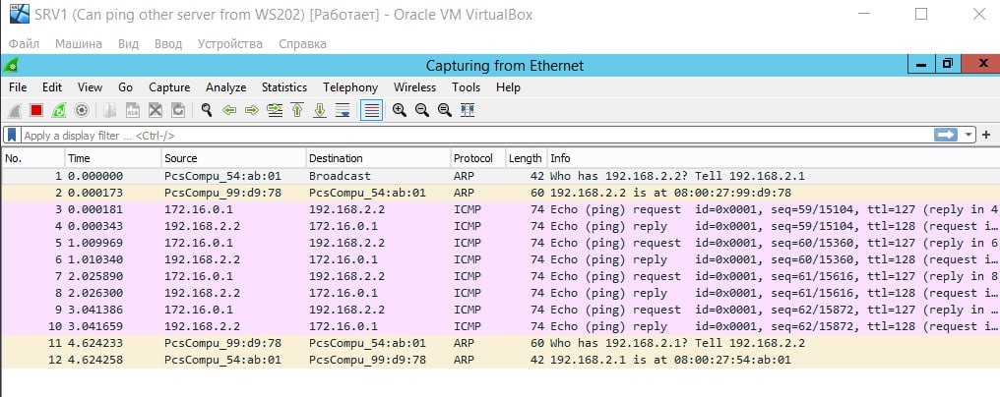 SRV1 (Can ping other server from WS202) [Работает] - Oracle VM VirtualBox
Файл Машина Вид Ввод Устройства Справка
Capturing from Ethernet
File Edit View Go Capture Analyze Statistics Telephony Wireless Tools Help
Apply a display filter ... <Ctrl-/>
No. Time Source Destination Protocol Length Info
1 0.000000 PcsCompu_54:ab:01 Broadcast ARP 42 Who has 192.168.2.2? Tell 192.168.2.1
2 0.000173 PcsCompu_99:d9:78 PcsCompu_54:ab:01 ARP 60 192.168.2.2 is at 08:00:27:99:d9:78
3 0.000181 172.16.0.1 192.168.2.2 ICMP 74 Echo (ping) request id=0x0001, seq=59/15104, ttl=127 (reply in 4)
4 0.000343 192.168.2.2 172.16.0.1 ICMP 74 Echo (ping) reply id=0x0001, seq=59/15104, ttl=128 (request i…
5 1.009969 172.16.0.1 192.168.2.2 ICMP 74 Echo (ping) request id=0x0001, seq=60/15360, ttl=127 (reply in 6)
6 1.010340 192.168.2.2 172.16.0.1 ICMP 74 Echo (ping) reply id=0x0001, seq=60/15360, ttl=128 (request i…
7 2.025890 172.16.0.1 192.168.2.2 ICMP 74 Echo (ping) request id=0x0001, seq=61/15616, ttl=127 (reply in 8)
8 2.026300 192.168.2.2 172.16.0.1 ICMP 74 Echo (ping) reply id=0x0001, seq=61/15616, ttl=128 (request i…
9 3.041386 172.16.0.1 192.168.2.2 ICMP 74 Echo (ping) request id=0x0001, seq=62/15872, ttl=127 (reply in …
10 3.041659 192.168.2.2 172.16.0.1 ICMP 74 Echo (ping) reply id=0x0001, seq=62/15872, ttl=128 (request i…
11 4.624233 PcsCompu_99:d9:78 PcsCompu_54:ab:01 ARP 60 Who has 192.168.2.1? Tell 192.168.2.2
12 4.624258 PcsCompu_54:ab:01 PcsCompu_99:d9:78 ARP 42 192.168.2.1 is at 08:00:27:54:ab:01